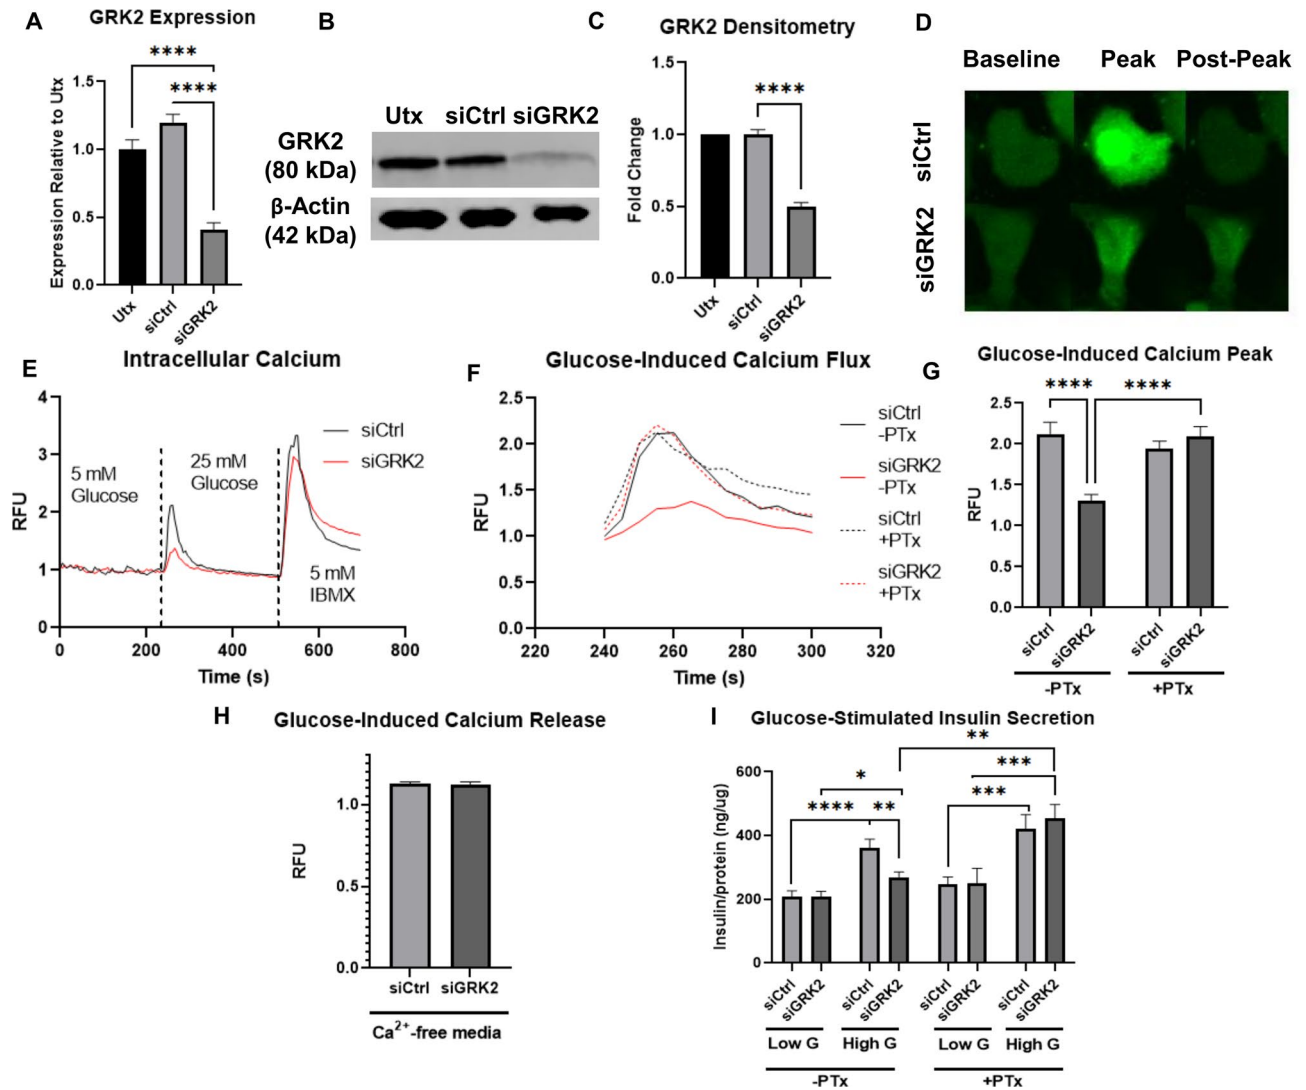 A
GRK2 Expression
Expression Relative to Utx
1.5
1.0
0.5
0.0
****
****
Utx
siCtrl
siGRK2
B
Utx siCtrl siGRK2
GRK2
(80 kDa)
β-Actin
(42 kDa)
C
GRK2 Densitometry
Fold Change
1.5
1.0
0.5
0.0
****
Utx
siCtrl
siGRK2
D
Baseline Peak Post-Peak
siCtrl
siGRK2
E
Intracellular Calcium
RFU
4
3
2
1
0
5 mM
Glucose
25 mM
Glucose
5 mM
IBMX
siCtrl
siGRK2
0 200 400 600 800
Time (s)
F
Glucose-Induced Calcium Flux
RFU
2.5
2.0
1.5
1.0
0.5
0.0
220 240 260 280 300 320
Time (s)
siCtrl
-PTx
siGRK2
-PTx
siCtrl
+PTx
siGRK2
+PTx
G
Glucose-Induced Calcium Peak
RFU
2.5
2.0
1.5
1.0
0.5
0.0
**** ****
siCtrl
siGRK2
siCtrl
siGRK2
-PTx +PTx
H
Glucose-Induced Calcium Release
RFU
1.0
0.5
0.0
siCtrl siGRK2
Ca2+-free media
I
Glucose-Stimulated Insulin Secretion
Insulin/protein (ng/ug)
600
400
200
0
**
*
***
**** **
***
siCtrl
siGRK2
siCtrl
siGRK2
siCtrl
siGRK2
siCtrl
siGRK2
Low G High G Low G High G
-PTx +PTx